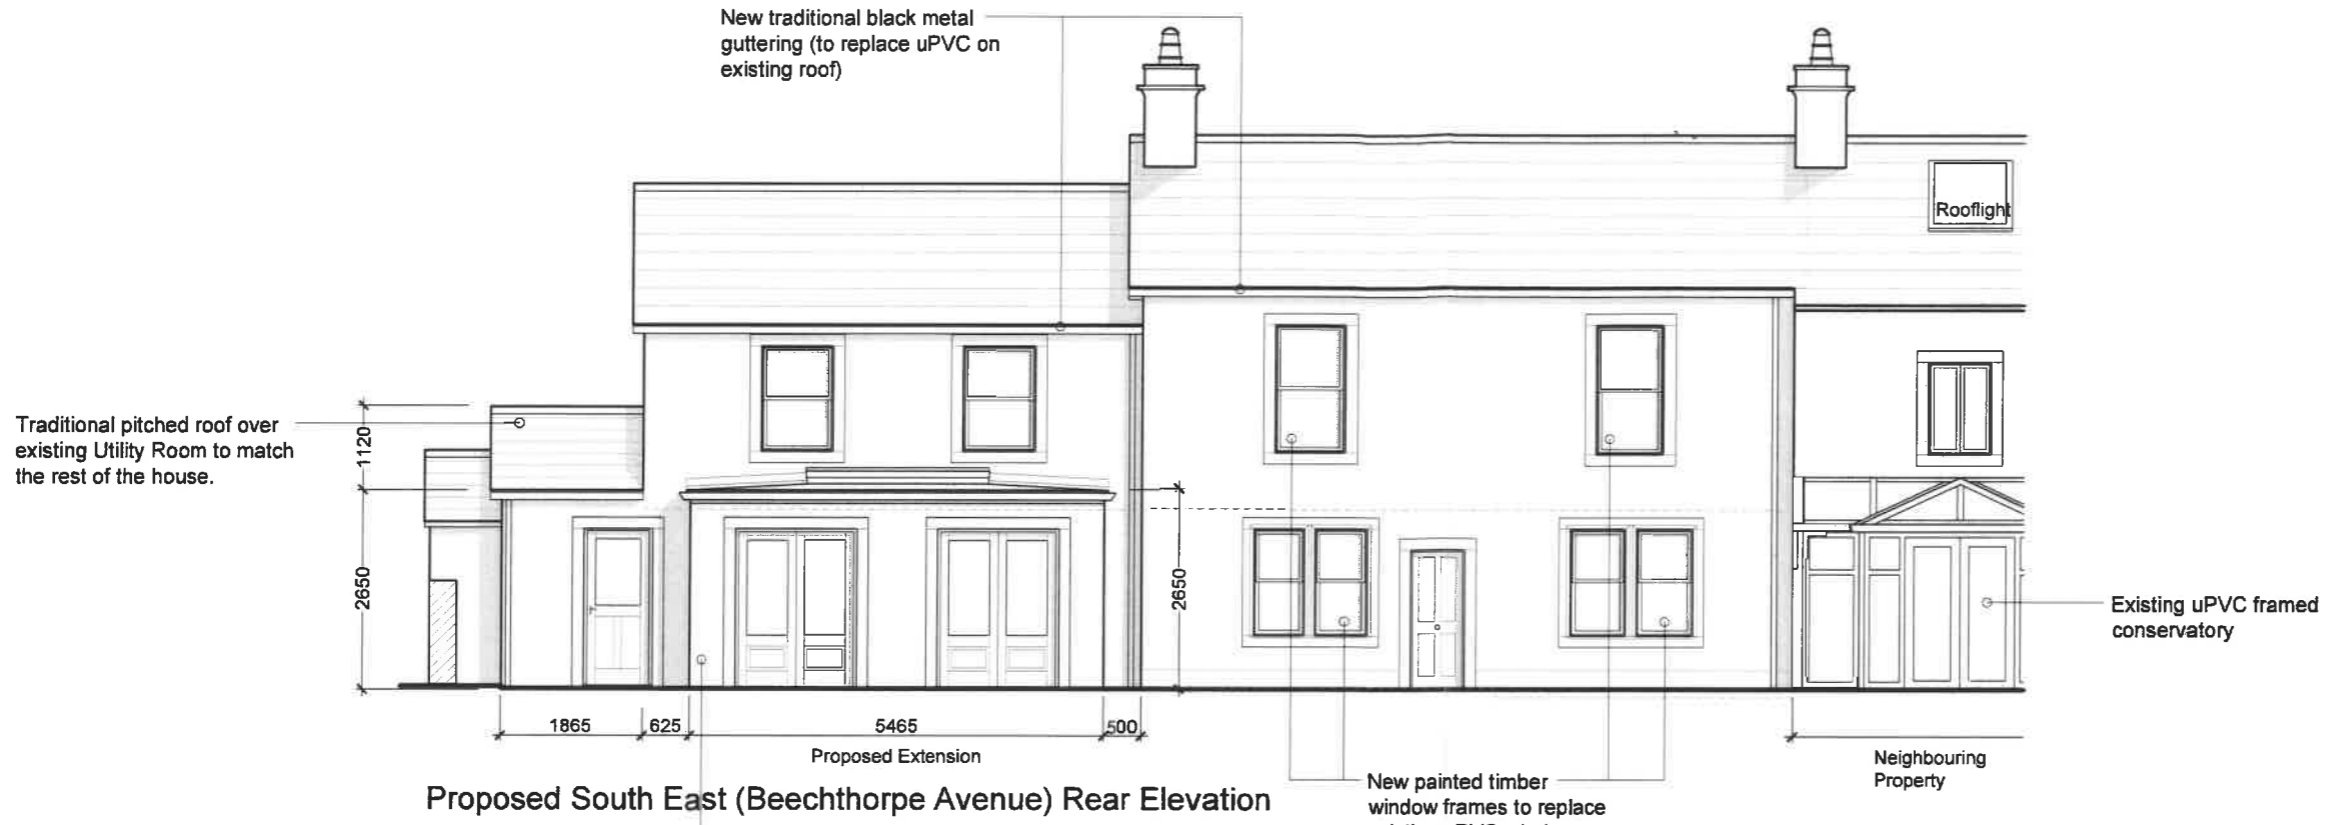 New traditional black metal
guttering (to replace uPVC on
existing roof)
Rooflight
Traditional pitched roof over
existing Utility Room to match
the rest of the house.
1120
2650
2650
Existing uPVC framed
conservatory
1865
625
5465
500
Proposed Extension
Neighbouring
Property
Proposed South East (Beechthorpe Avenue) Rear Elevation
New painted timber
window frames to replace